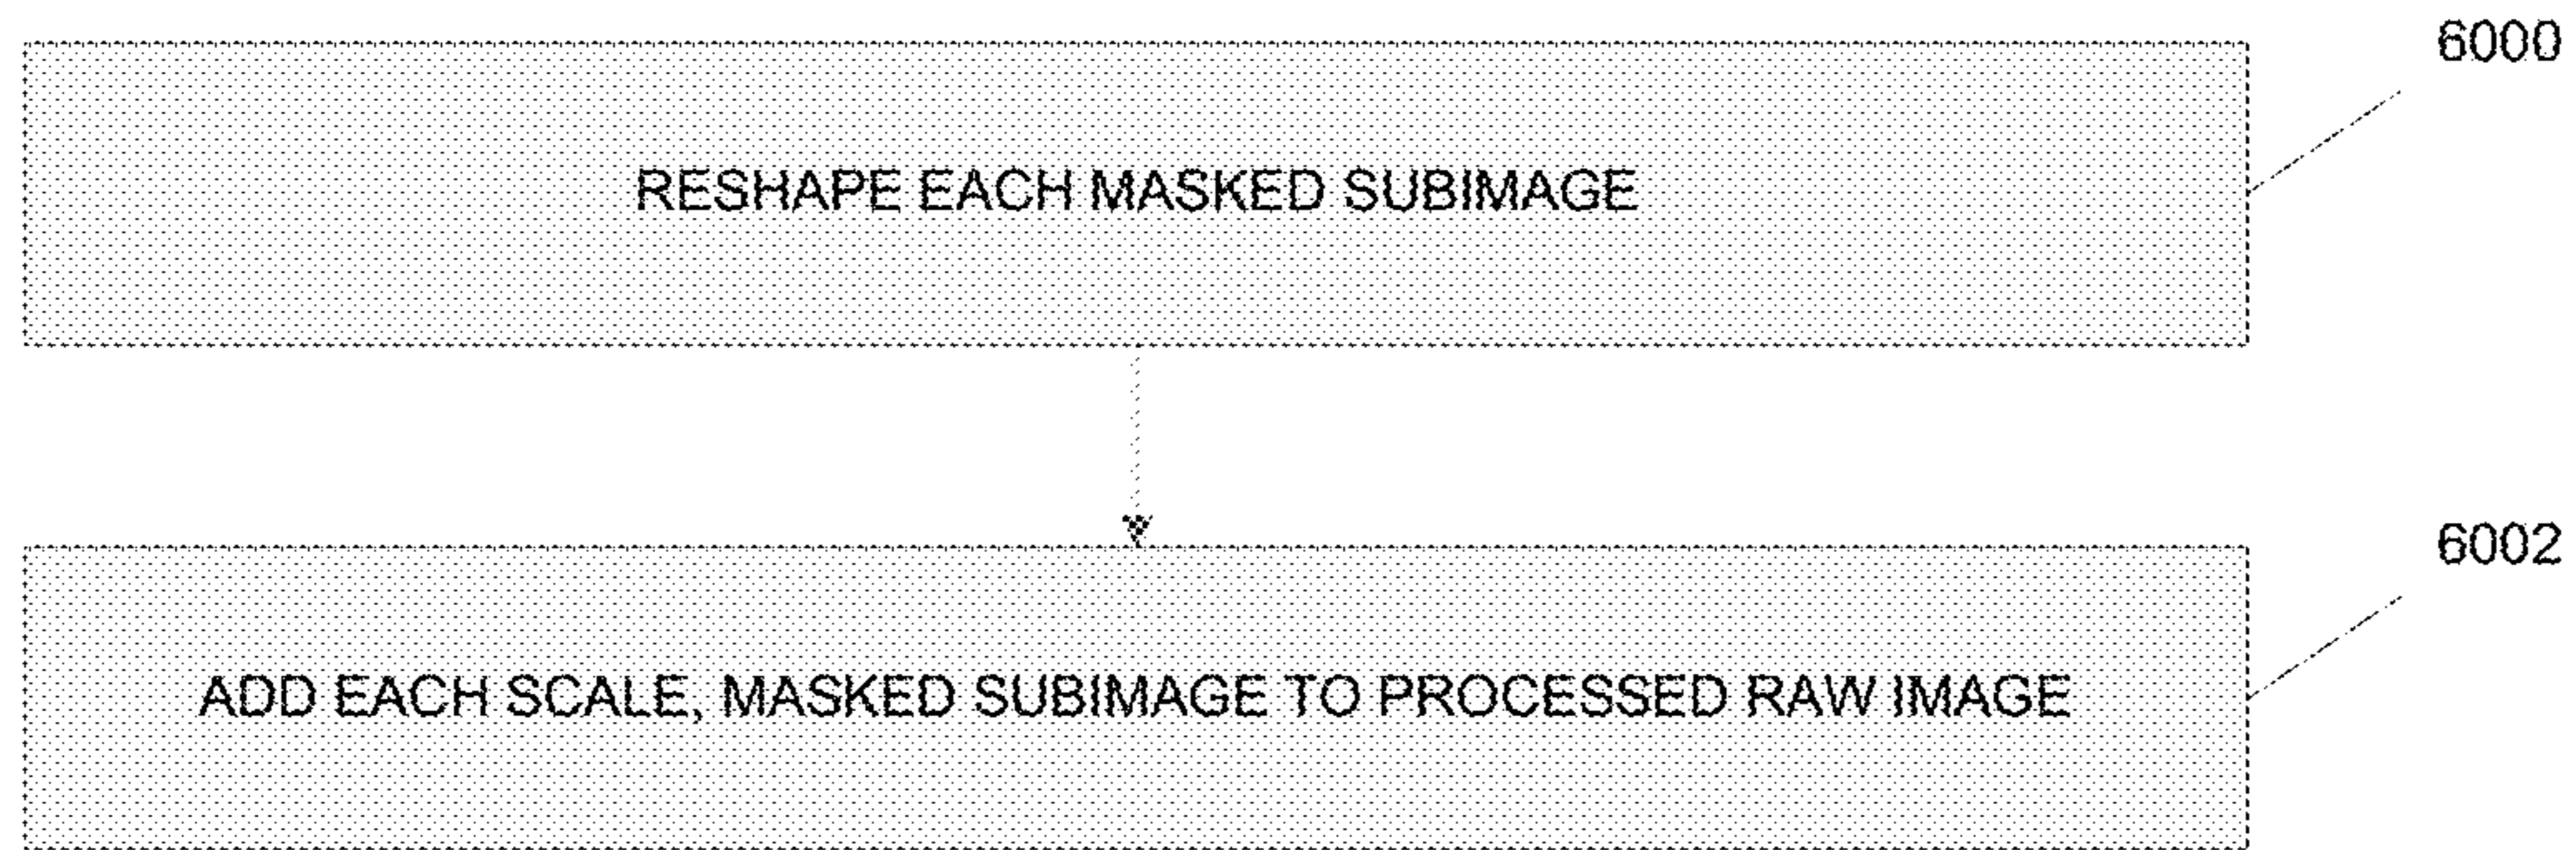 6000
RESHAPE EACH MASKED SUBIMAGE
6002
ADD EACH SCALE, MASKED SUBIMAGE TO PROCESSED RAW IMAGE